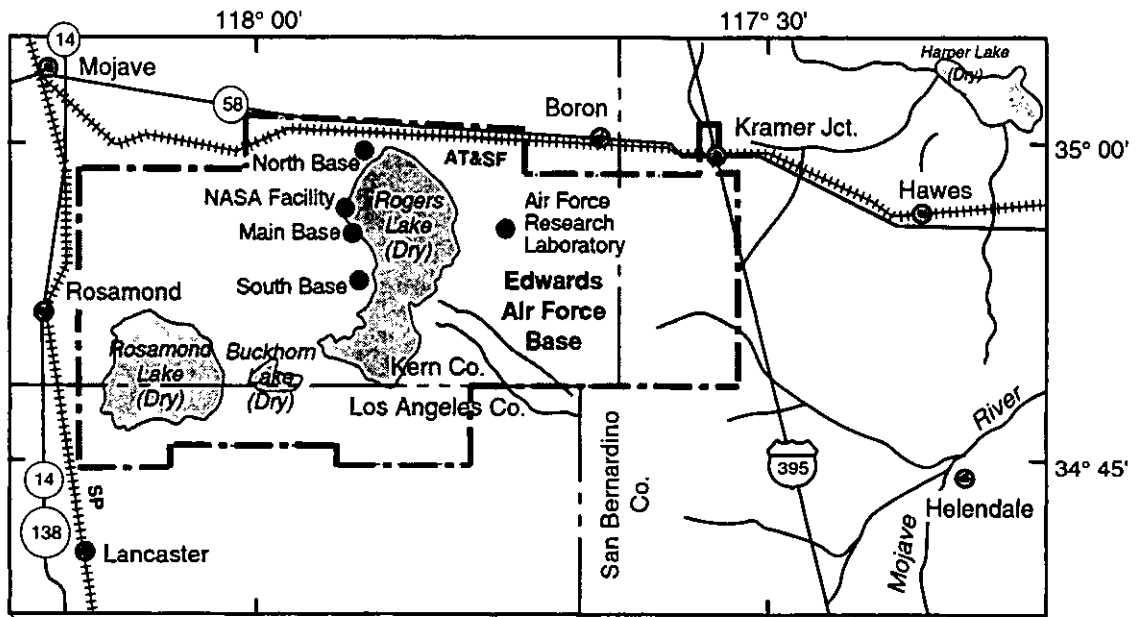 118° 00'
117° 30'
14
Mojave
Harper Lake
(Dry)
58
Boron
Kramer Jct.
35° 00'
North Base
AT&SF
Hawes
NASA Facility
Rogers
Lake
(Dry)
Air Force
Research
Laboratory
Main Base
South Base
Edwards
Air Force
Base
Rosamond
Rosamond
Lake
(Dry)
Buckhorn
Lake
(Dry)
Kern Co.
Los Angeles Co.
River
34° 45'
14
SP
395
San Bernardino
Co.
Helendale
138
Lancaster
Mojave